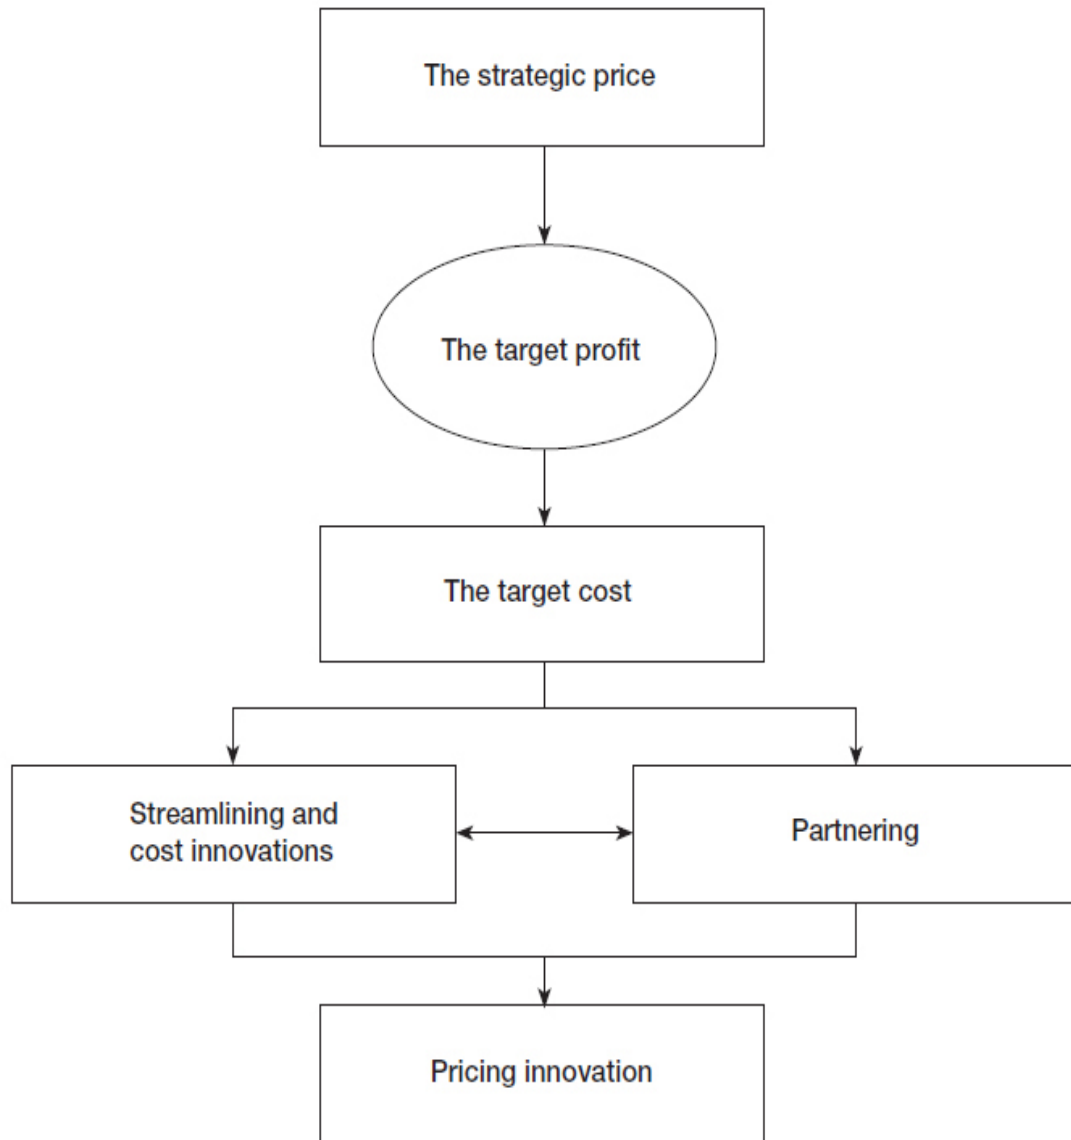 The strategic price
The target profit
The target cost
Streamlining and
cost innovations
Partnering
Pricing innovation